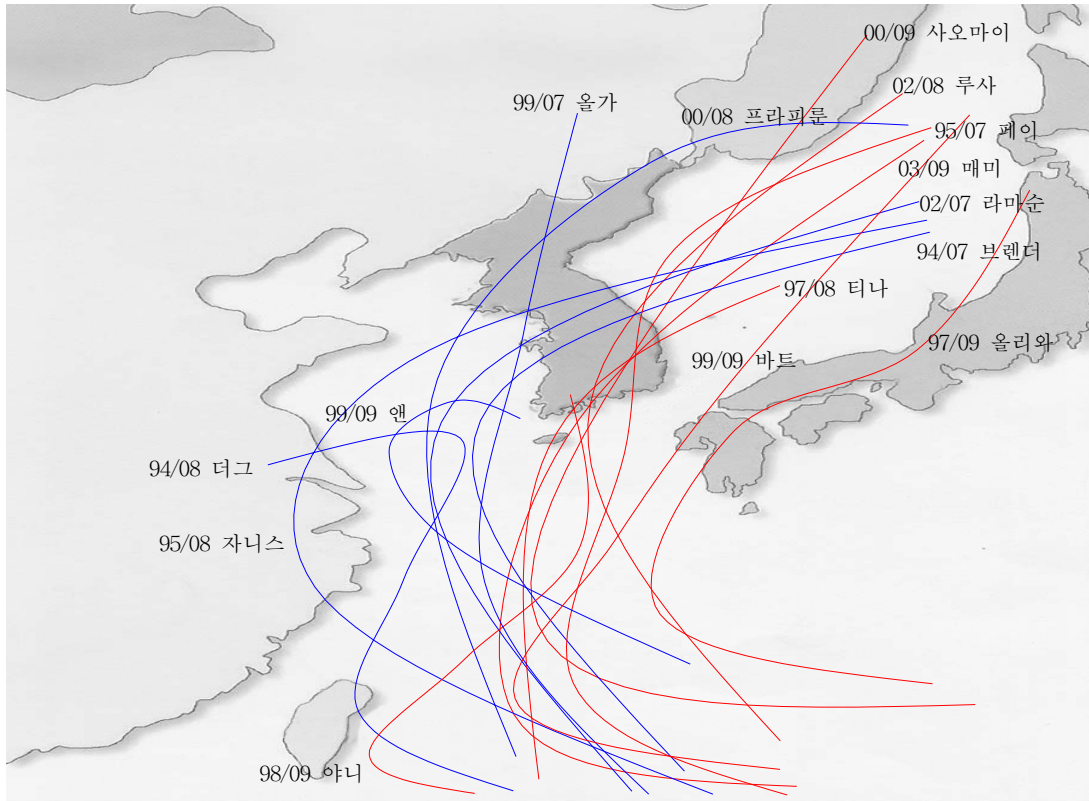 00/09 사오마이
02/08 루사
99/07 올가
00/08 프라피룬
95/07 페이
03/09 매미
02/07 라마순
94/07 브렌더
97/08 티나
97/09 올리와
99/09 바트
99/09 앤
94/08 더그
95/08 자니스
98/09 야니